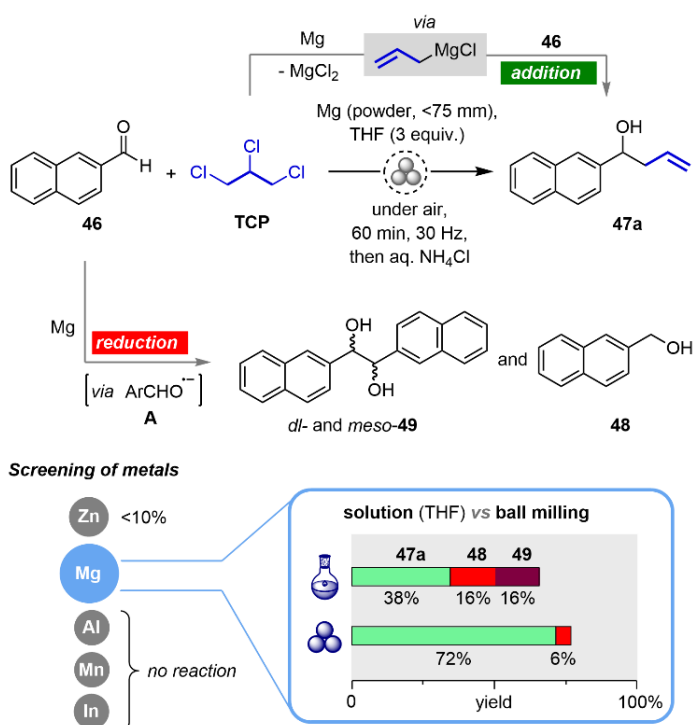 via
Mg
- MgCl2
MgCl
46
addition
Mg (powder, <75 mm),
THF (3 equiv.)
O
H
46
+
Cl
Cl
Cl
TCP
under air,
60 min, 30 Hz,
then aq. NH4Cl
OH
47a
Mg
reduction
[via ArCHO•−]
A
OH
OH
dl- and meso-49
and
OH
48
Screening of metals
Zn <10%
Mg
Al
Mn
In
no reaction
solution (THF) vs ball milling
47a 48 49
38% 16% 16%
72% 6%
0 yield 100%